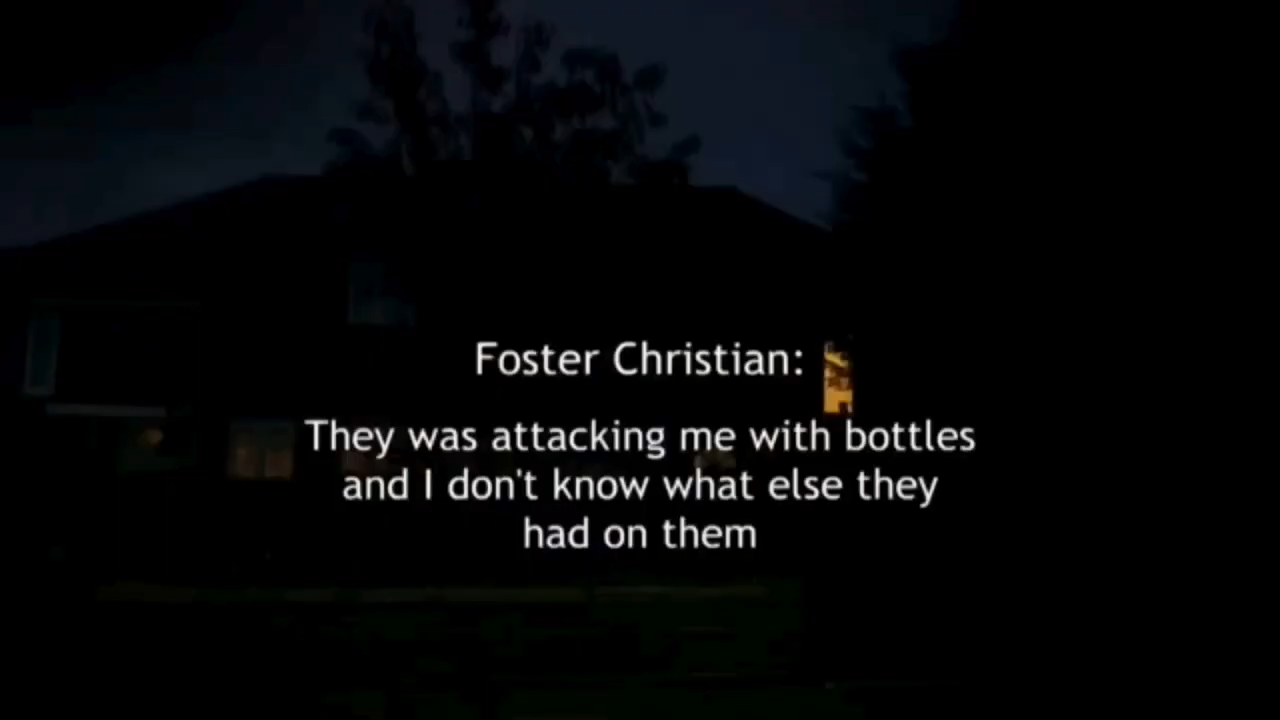 Foster Christian:
They was attacking me with bottles
and I don't know what else they
had on them